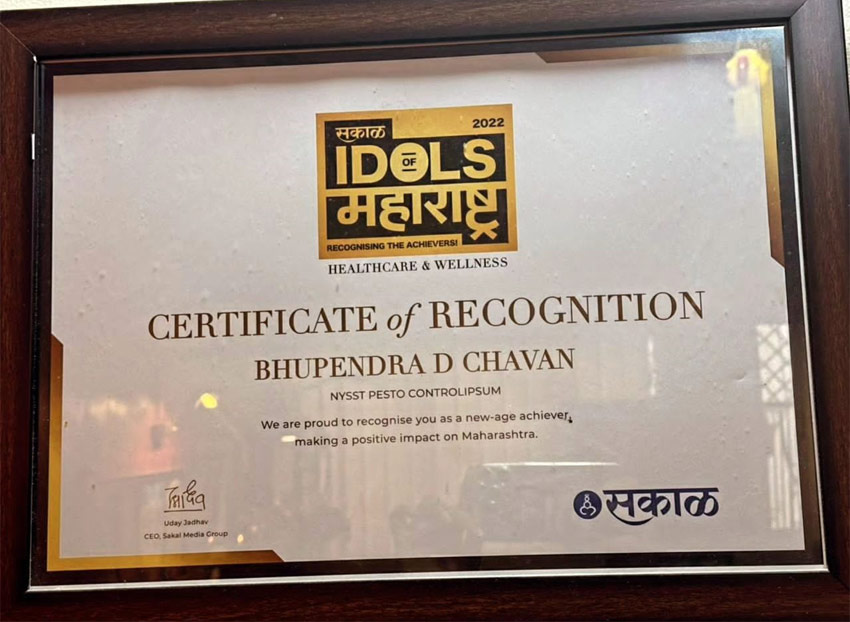 सकाळ 2022
IDOLS
OF
महाराष्ट्र
RECOGNISING THE ACHIEVERS!
HEALTHCARE & WELLNESS
CERTIFICATE of RECOGNITION
BHUPENDRA D CHAVAN
NYSST PESTO CONTROLIPSUM
We are proud to recognise you as a new-age achiever,
making a positive impact on Maharashtra.
Uday Jadhav
CEO, Sakal Media Group
सकाळ